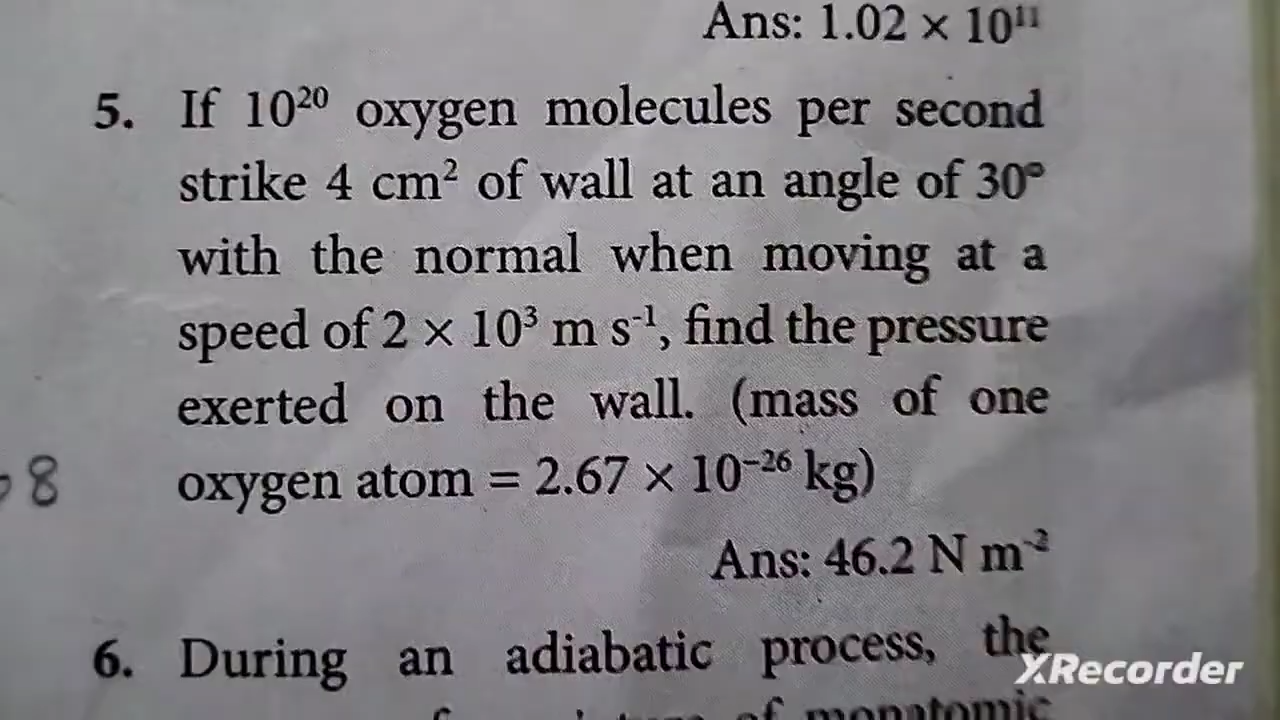 Ans: 1.02 × 10¹¹
5. If 10²⁰ oxygen molecules per second
strike 4 cm² of wall at an angle of 30°
with the normal when moving at a
speed of 2 × 10³ m s⁻¹, find the pressure
exerted on the wall. (mass of one
8
oxygen atom = 2.67 × 10⁻²⁶ kg)
Ans: 46.2 N m⁻²
6. During an adiabatic process, the
XRecorder
of monatomic